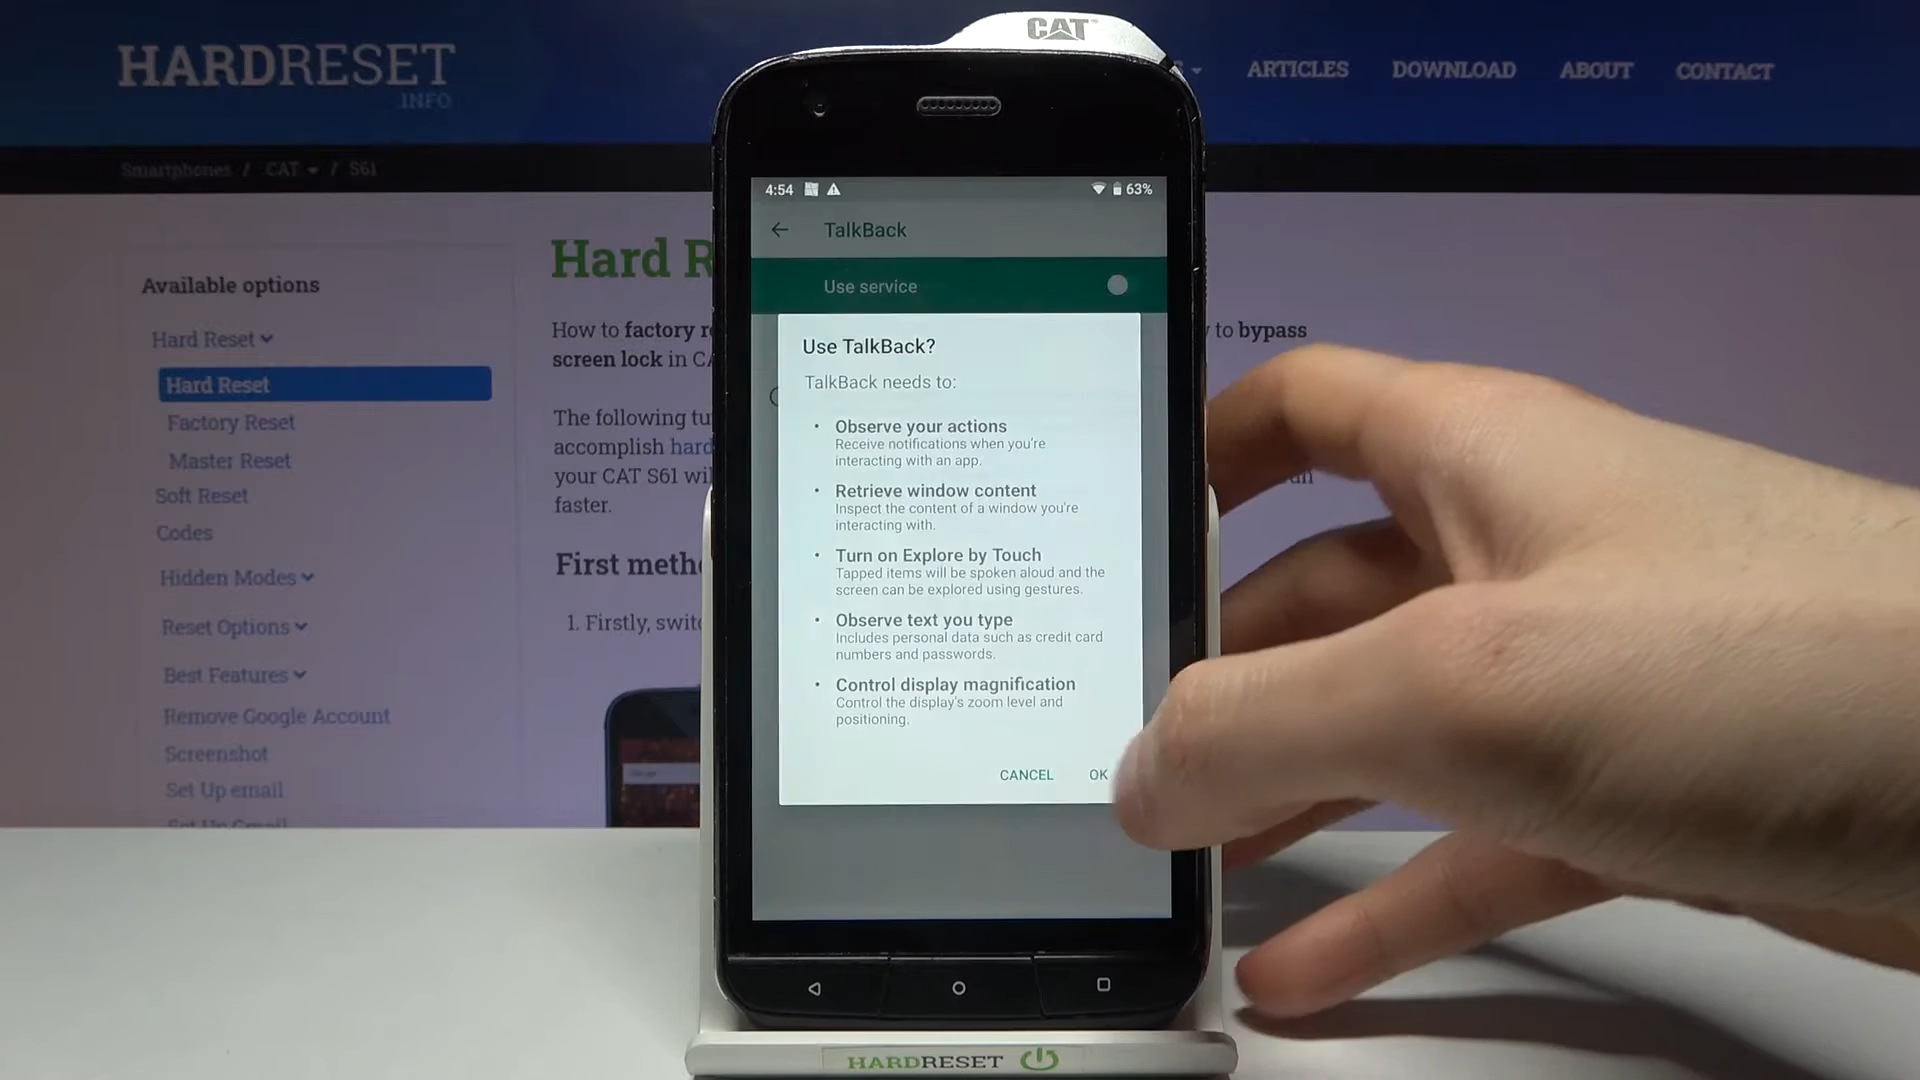 CAT
HARDRESET
.INFO
ARTICLES
DOWNLOAD
ABOUT
CONTACT
Smartphones / CAT / S61
Available options
Hard Reset
Hard Reset
Factory Reset
Master Reset
Soft Reset
Codes
Hidden Modes
Reset Options
Best Features
Remove Google Account
Screenshot
Set Up email
Set Up Gmail
Hard R
How to factory
to bypass
screen lock in
The following
accomplish hard
your CAT S61
faster.
First
1. Firstly,
4:54
63%
TalkBack
Use service
Use TalkBack?
TalkBack needs to:
• Observe your actions
Receive notifications when you're
interacting with an app.
• Retrieve window content
Inspect the content of a window you're
interacting with.
• Turn on Explore by Touch
Tapped items will be spoken aloud and the
screen can be explored using gestures.
• Observe text you type
Includes personal data such as credit card
numbers and passwords.
• Control display magnification
Control the display's zoom level and
positioning.
CANCEL
OK
HARDRESET